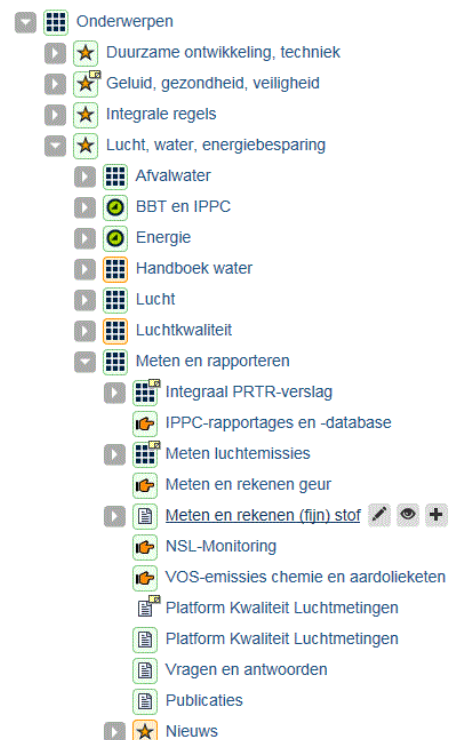 Onderwerpen
Duurzame ontwikkeling, techniek
Geluid, gezondheid, veiligheid
Integrale regels
Lucht, water, energiebesparing
Afvalwater
BBT en IPPC
Energie
Handboek water
Lucht
Luchtkwaliteit
Meten en rapporteren
Integraal PRTR-verslag
IPPC-rapportages en -database
Meten luchtemissies
Meten en rekenen geur
Meten en rekenen (fijn) stof
NSL-Monitoring
VOS-emissies chemie en aardolieketen
Platform Kwaliteit Luchtmetingen
Platform Kwaliteit Luchtmetingen
Vragen en antwoorden
Publicaties
Nieuws